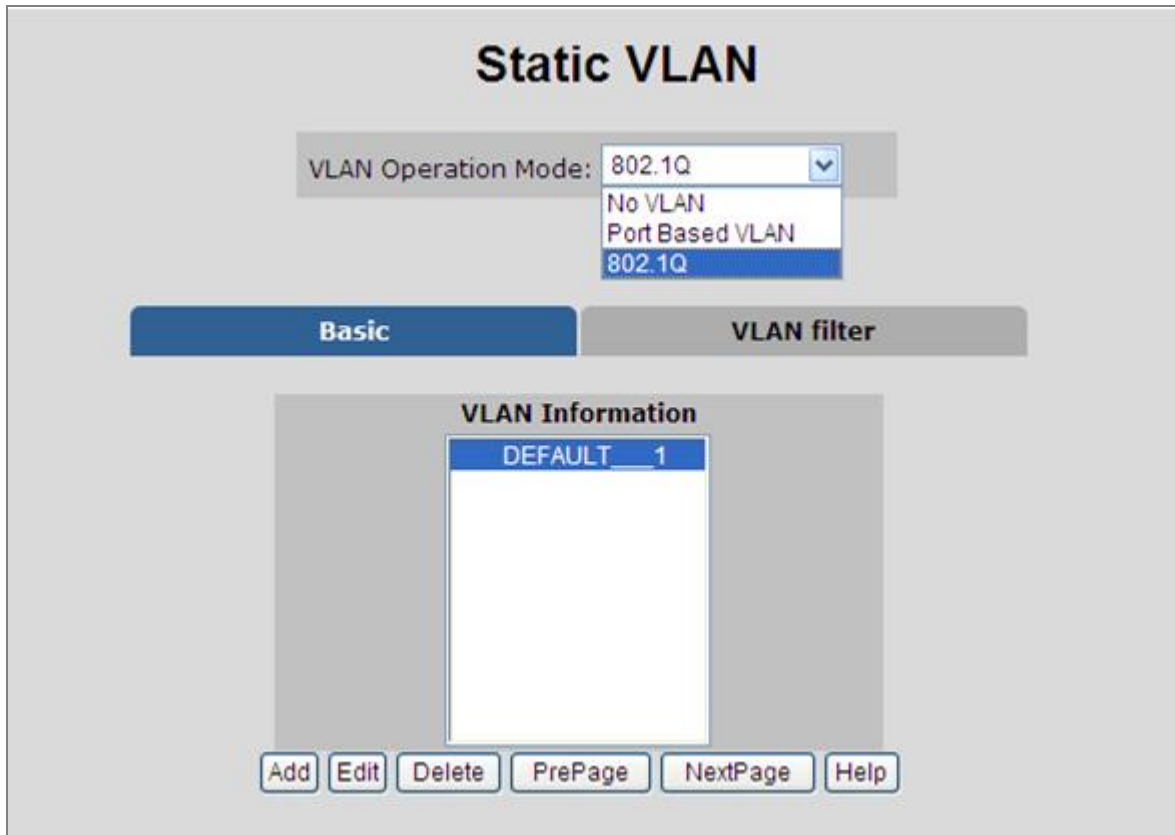 Static VLAN
VLAN Operation Mode: 802.1Q
No VLAN
Port Based VLAN
802.1Q
Basic VLAN filter
VLAN Information
DEFAULT___1
Add Edit Delete PrePage NextPage Help